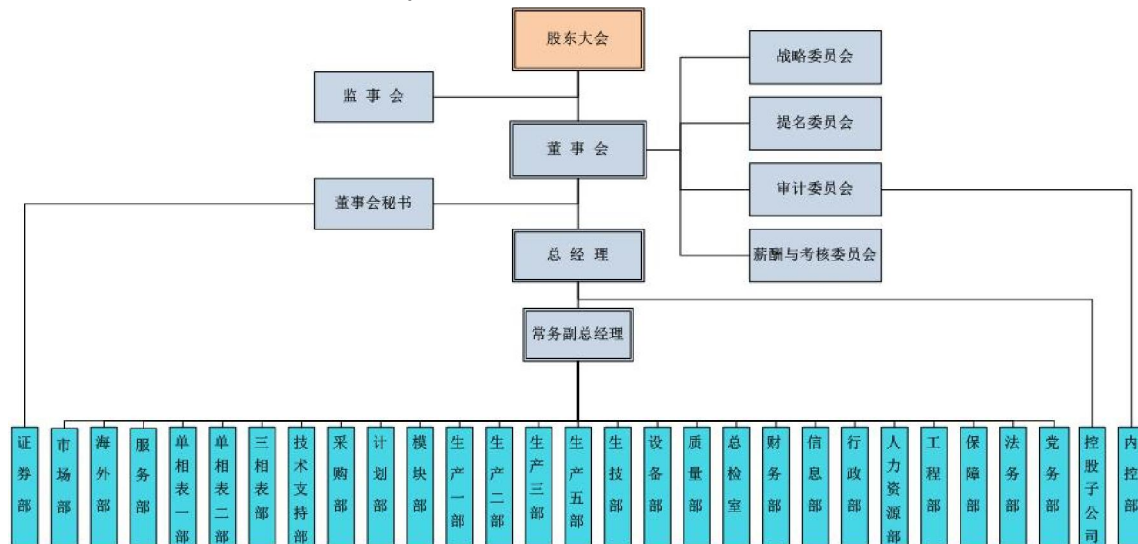 股东大会
战略委员会
监 事 会
提名委员会
董 事 会
审计委员会
董事会秘书
总 经 理
薪酬与考核委员会
常务副总经理
证券部
市场部
海外部
服务部
单相表一部
单相表二部
三相表部
技术支持部
采购部
计划部
模块部
生产一部
生产二部
生产三部
生产五部
生技部
设备部
质量部
总检室
财务部
信息部
行政部
人力资源部
工程部
保障部
法务部
党务部
控股子公司
内控部